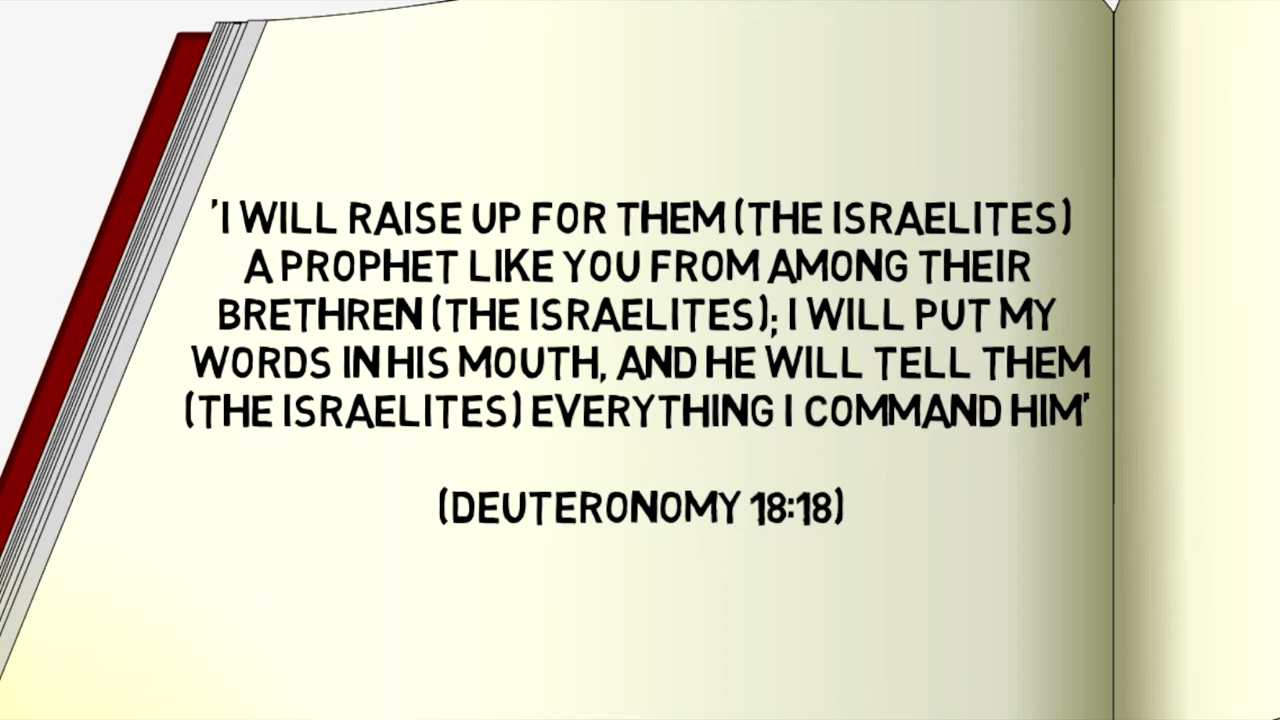 'I WILL RAISE UP FOR THEM (THE ISRAELITES)
A PROPHET LIKE YOU FROM AMONG THEIR
BRETHREN (THE ISRAELITES); I WILL PUT MY
WORDS IN HIS MOUTH, AND HE WILL TELL THEM
(THE ISRAELITES) EVERYTHING I COMMAND HIM'
(DEUTERONOMY 18:18)